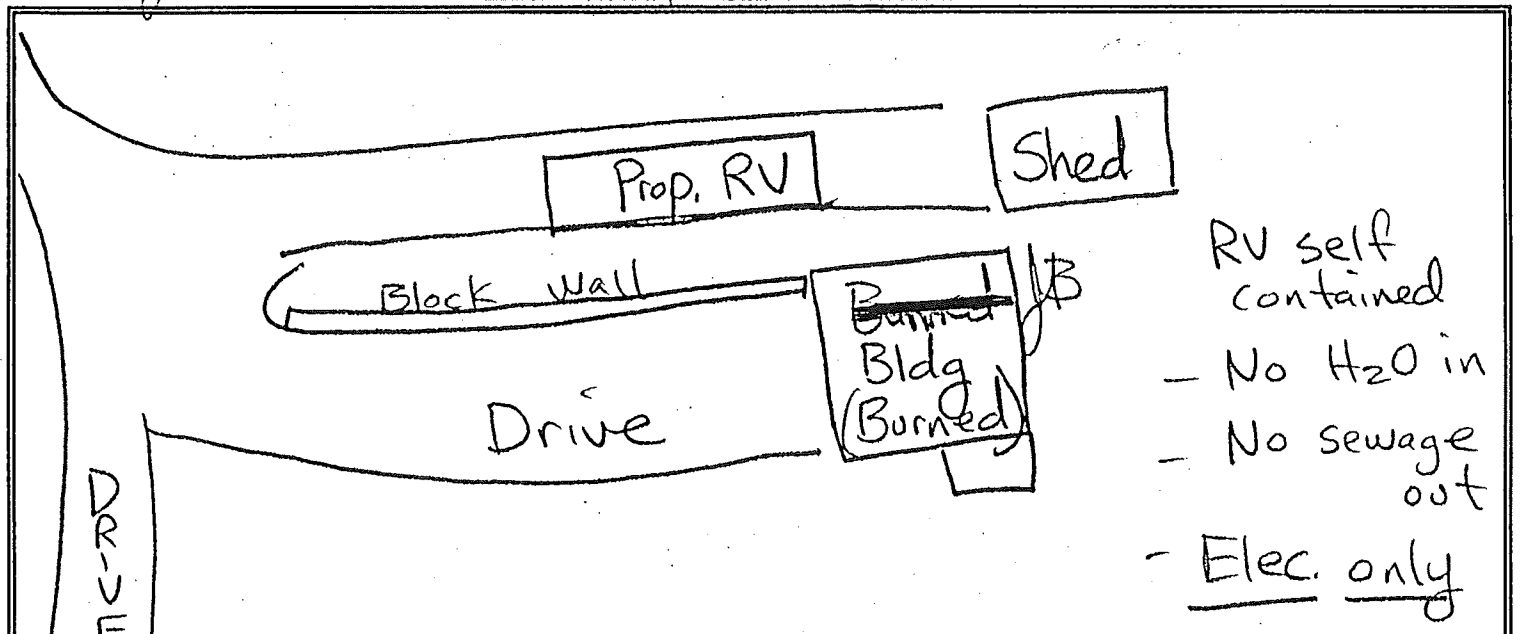 Shed
Prop. RV
Block Wall
Bldg
(Burned)
Drive
DRIVE
RV self
contained
- No H2O in
- No sewage
out
- Elec. only